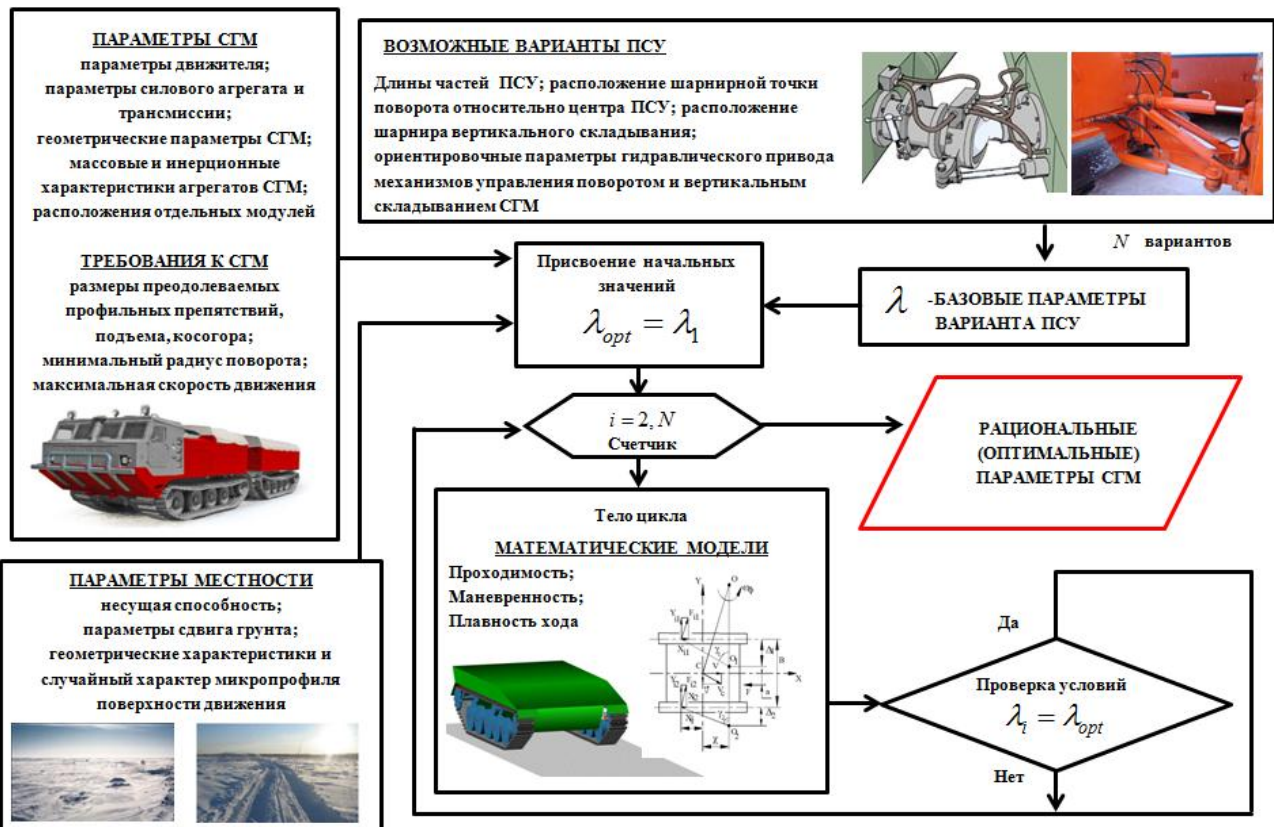 ПАРАМЕТРЫ СГМ
параметры движителя;
параметры силового агрегата и
трансмиссии;
геометрические параметры СГМ;
массовые и инерционные
характеристики агрегатов СГМ;
расположения отдельных модулей
ТРЕБОВАНИЯ К СГМ
размеры преодолеваемых
профильных препятствий,
подъема, косогора;
минимальный радиус поворота;
максимальная скорость движения
ВОЗМОЖНЫЕ ВАРИАНТЫ ПСУ
Длины частей ПСУ; расположение шарнирной точки
поворота относительно центра ПСУ; расположение
шарнира вертикального складывания;
ориентировочные параметры гидравлического привода
механизмов управления поворотом и вертикальным
складыванием СГМ
N вариантов
λ -БАЗОВЫЕ ПАРАМЕТРЫ
ВАРИАНТА ПСУ
Присвоение начальных
значений
λopt = λ1
i = 2, N
Счетчик
РАЦИОНАЛЬНЫЕ
(ОПТИМАЛЬНЫЕ)
ПАРАМЕТРЫ СГМ
Тело цикла
МАТЕМАТИЧЕСКИЕ МОДЕЛИ
Проходимость;
Маневренность;
Плавность хода
ПАРАМЕТРЫ МЕСТНОСТИ
несущая способность;
параметры сдвига грунта;
геометрические характеристики и
случайный характер микропрофиля
поверхности движения
Да
Проверка условий
λi = λopt
Нет